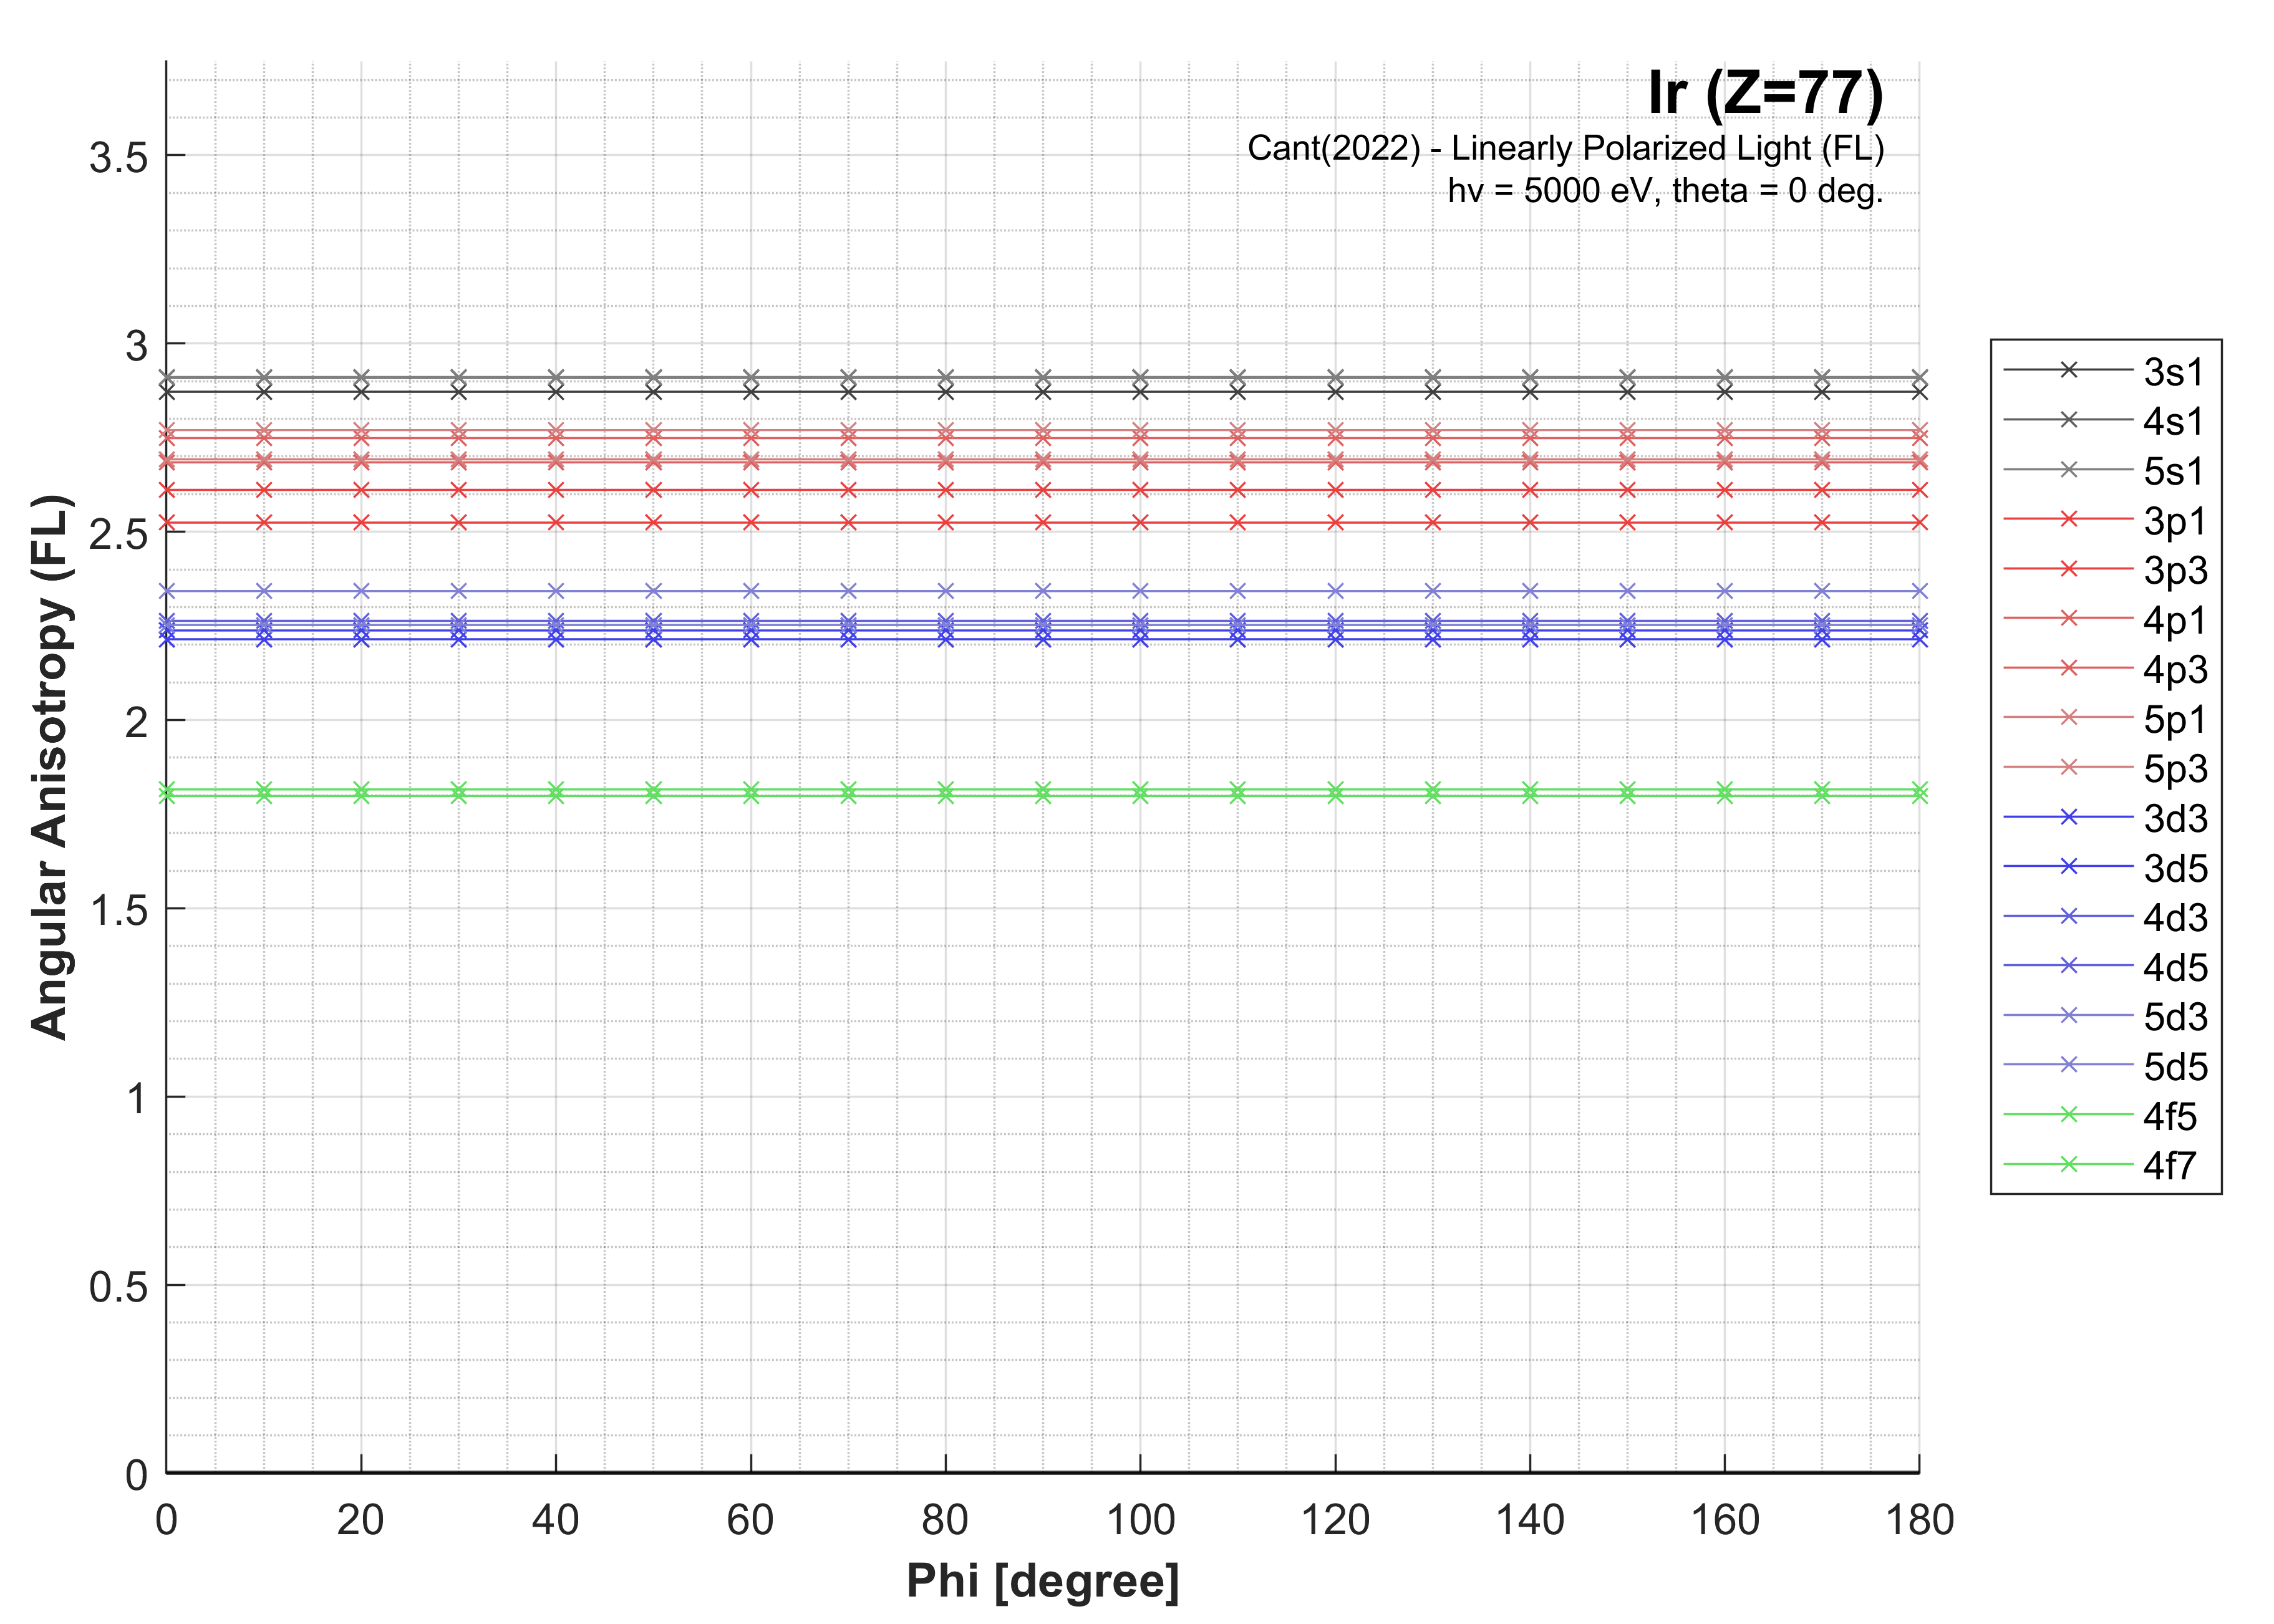 Ir (Z=77)
Cant(2022) - Linearly Polarized Light (FL)
hv = 5000 eV, theta = 0 deg.
Angular Anisotropy (FL)
3.5
3
2.5
2
1.5
1
0.5
0
0 20 40 60 80 100 120 140 160 180
Phi [degree]
3s1
4s1
5s1
3p1
3p3
4p1
4p3
5p1
5p3
3d3
3d5
4d3
4d5
5d3
5d5
4f5
4f7